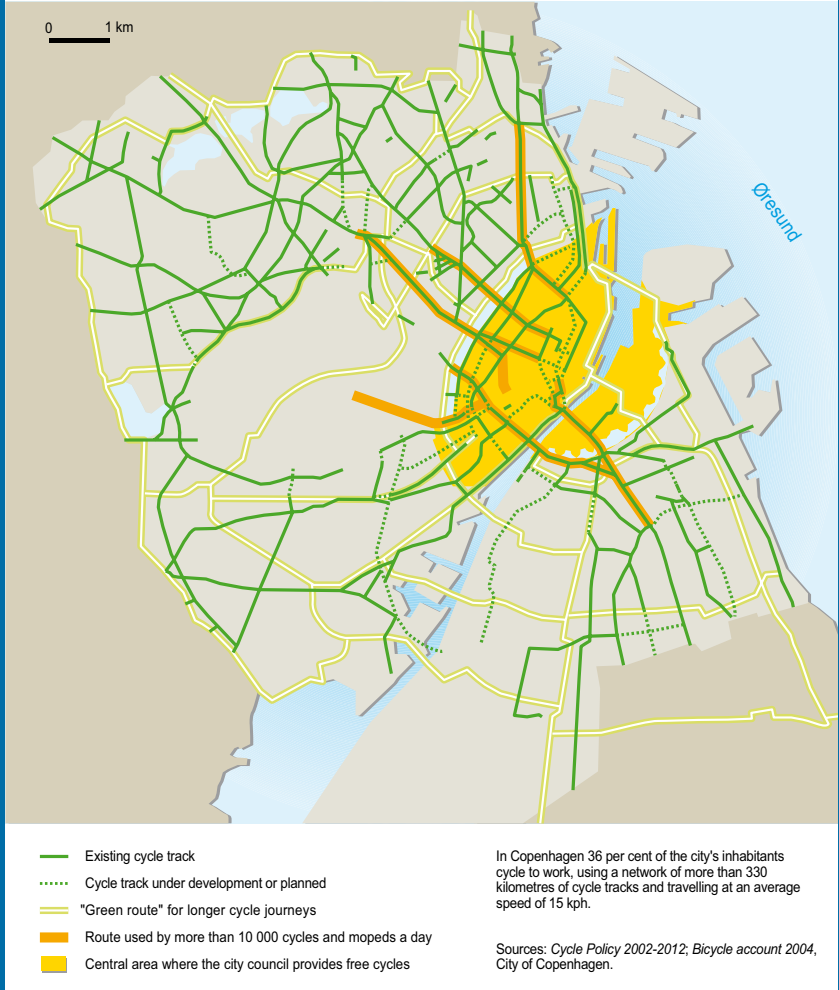 0 1 km
Øresund
Existing cycle track
Cycle track under development or planned
"Green route" for longer cycle journeys
Route used by more than 10 000 cycles and mopeds a day
Central area where the city council provides free cycles
In Copenhagen 36 per cent of the city's inhabitants
cycle to work, using a network of more than 330
kilometres of cycle tracks and travelling at an average
speed of 15 kph.
Sources: Cycle Policy 2002-2012; Bicycle account 2004,
City of Copenhagen.